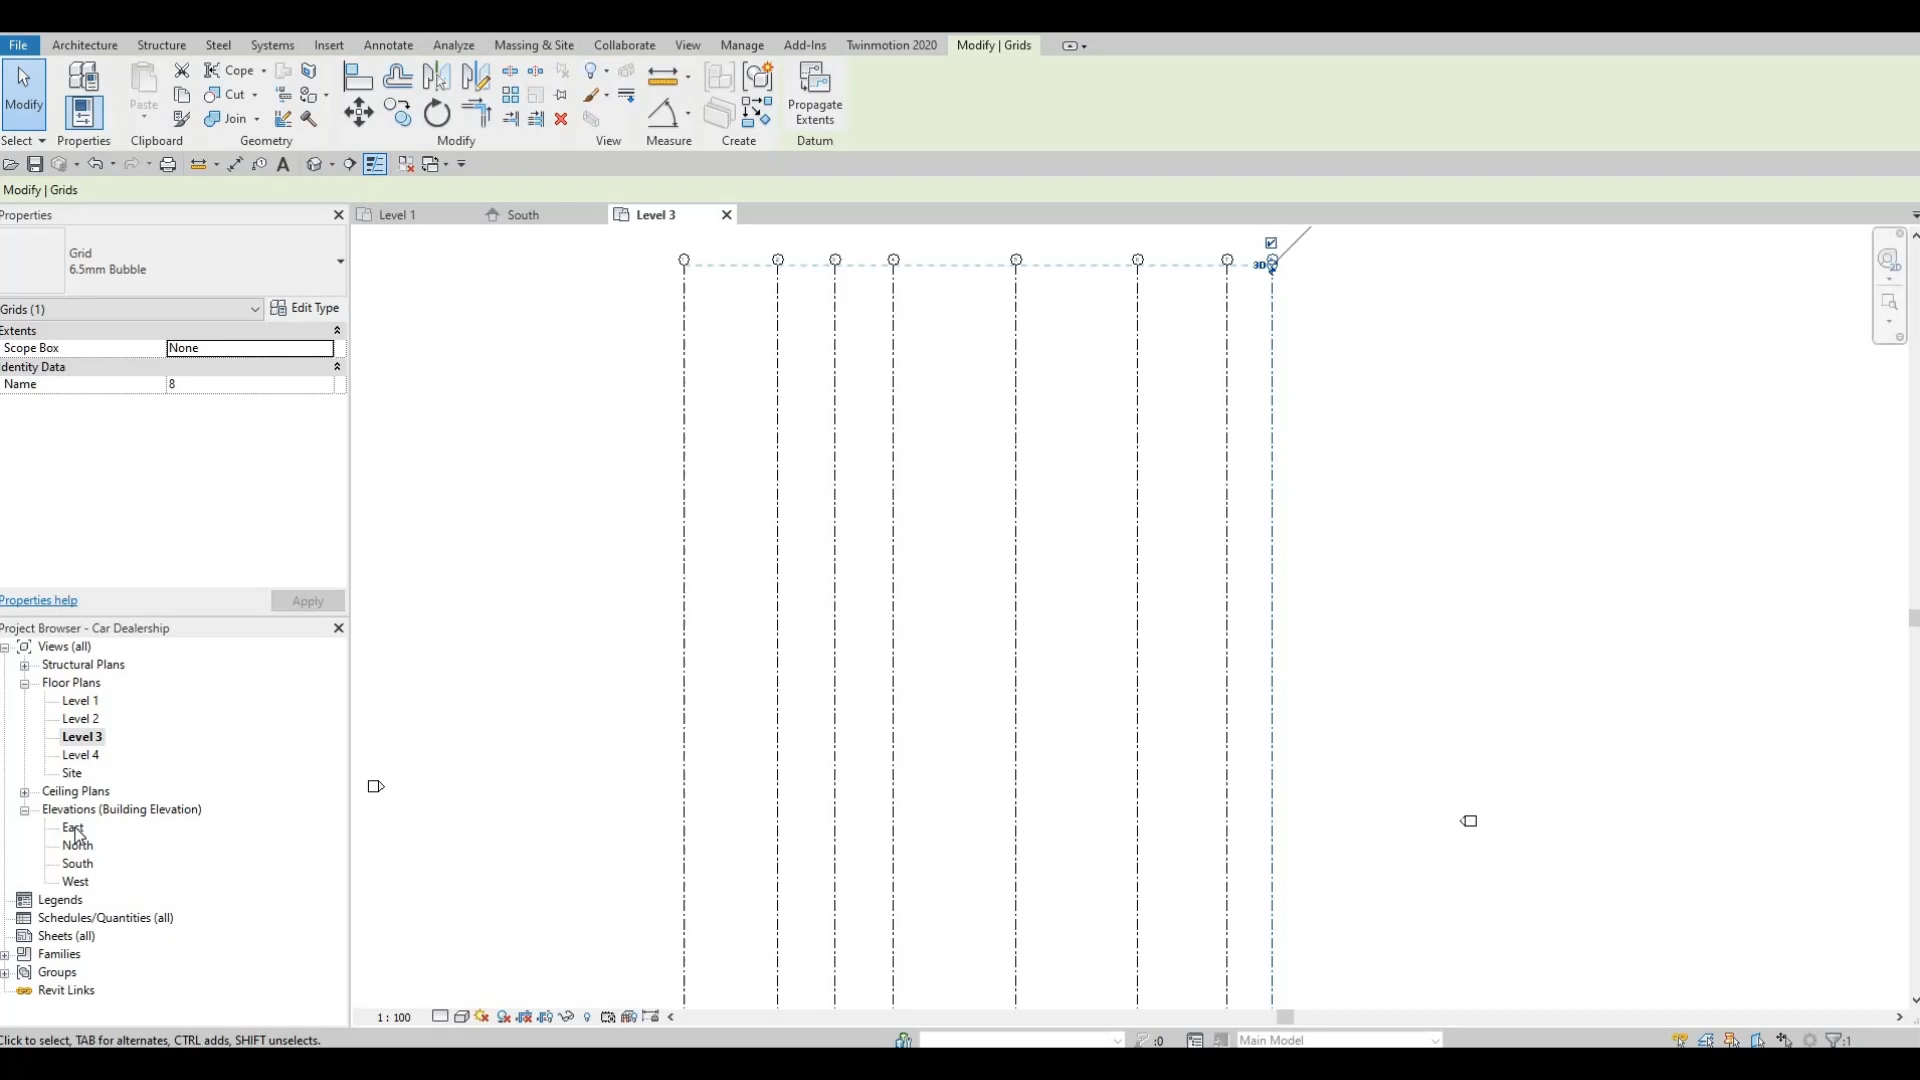 File Architecture Structure Steel Systems Insert Annotate Analyze Massing & Site Collaborate View Manage Add-Ins Twinmotion 2020 Modify | Grids
Modify Paste Cope Cut Join Propagate Extents
Select Properties Clipboard Geometry Modify View Measure Create Datum
Modify | Grids
Properties Level 1 South Level 3
Grid
6.5mm Bubble
Grids (1) Edit Type
Extents
Scope Box None
Identity Data
Name 8
3D
2D
Properties help Apply
Project Browser - Car Dealership
Views (all)
Structural Plans
Floor Plans
Level 1
Level 2
Level 3
Level 4
Site
Ceiling Plans
Elevations (Building Elevation)
East
North
South
West
Legends
Schedules/Quantities (all)
Sheets (all)
Families
Groups
Revit Links
1 : 100
Click to select, TAB for alternates, CTRL adds, SHIFT unselects. :0 Main Model :1